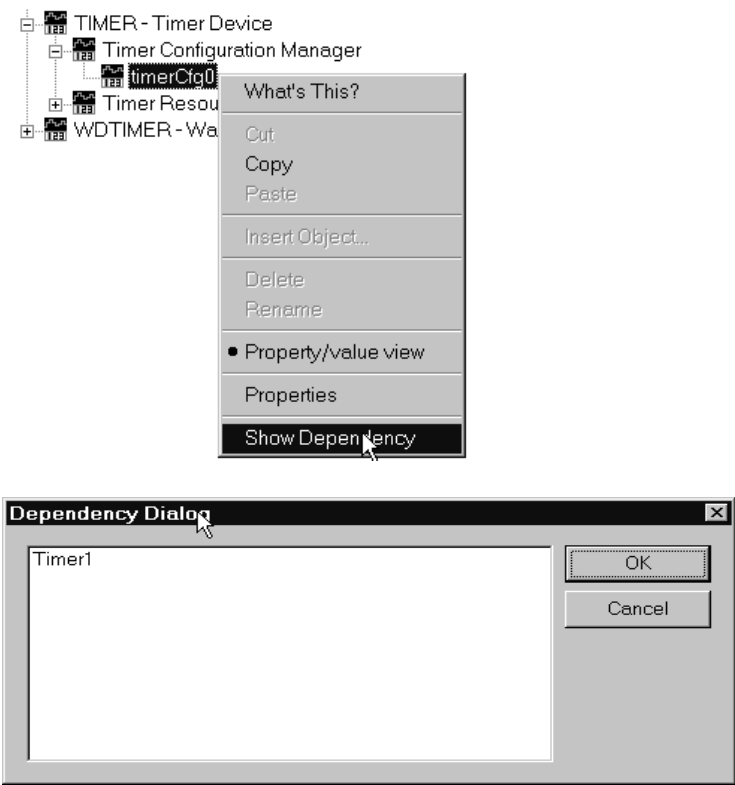 TIMER - Timer Device
Timer Configuration Manager
timerCfg0
Timer Resou
WDTIMER - Wa
What's This?
Cut
Copy
Paste
Insert Object...
Delete
Rename
Property/value view
Properties
Show Dependency
Dependency Dialog
Timer1
OK
Cancel